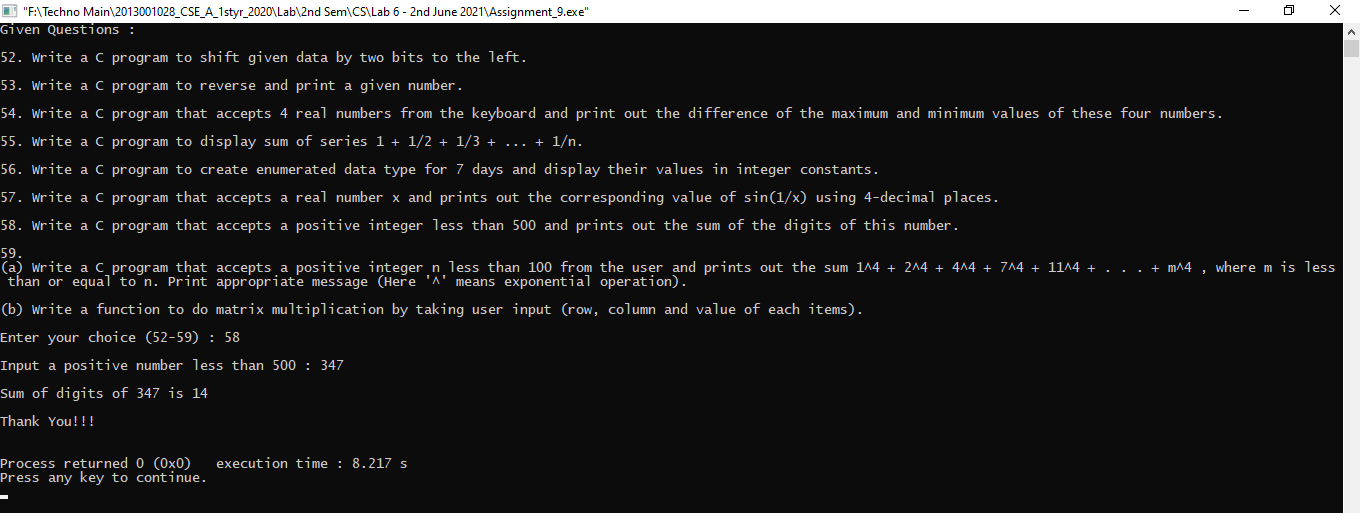 "F:\Techno Main\2013001028_CSE_A_1styr_2020\Lab\2nd Sem\CS\Lab 6 - 2nd June 2021\Assignment_9.exe"
Given Questions :
52. Write a C program to shift given data by two bits to the left.
53. Write a C program to reverse and print a given number.
54. Write a C program that accepts 4 real numbers from the keyboard and print out the difference of the maximum and minimum values of these four numbers.
55. Write a C program to display sum of series 1 + 1/2 + 1/3 + ... + 1/n.
56. Write a C program to create enumerated data type for 7 days and display their values in integer constants.
57. Write a C program that accepts a real number x and prints out the corresponding value of sin(1/x) using 4-decimal places.
58. Write a C program that accepts a positive integer less than 500 and prints out the sum of the digits of this number.
59.
(a) Write a C program that accepts a positive integer n less than 100 from the user and prints out the sum 1^4 + 2^4 + 4^4 + 7^4 + 11^4 + . . . + m^4 , where m is less
than or equal to n. Print appropriate message (Here '^' means exponential operation).
(b) Write a function to do matrix multiplication by taking user input (row, column and value of each items).
Enter your choice (52-59) : 58
Input a positive number less than 500 : 347
Sum of digits of 347 is 14
Thank You!!!
Process returned 0 (0x0)   execution time : 8.217 s
Press any key to continue.